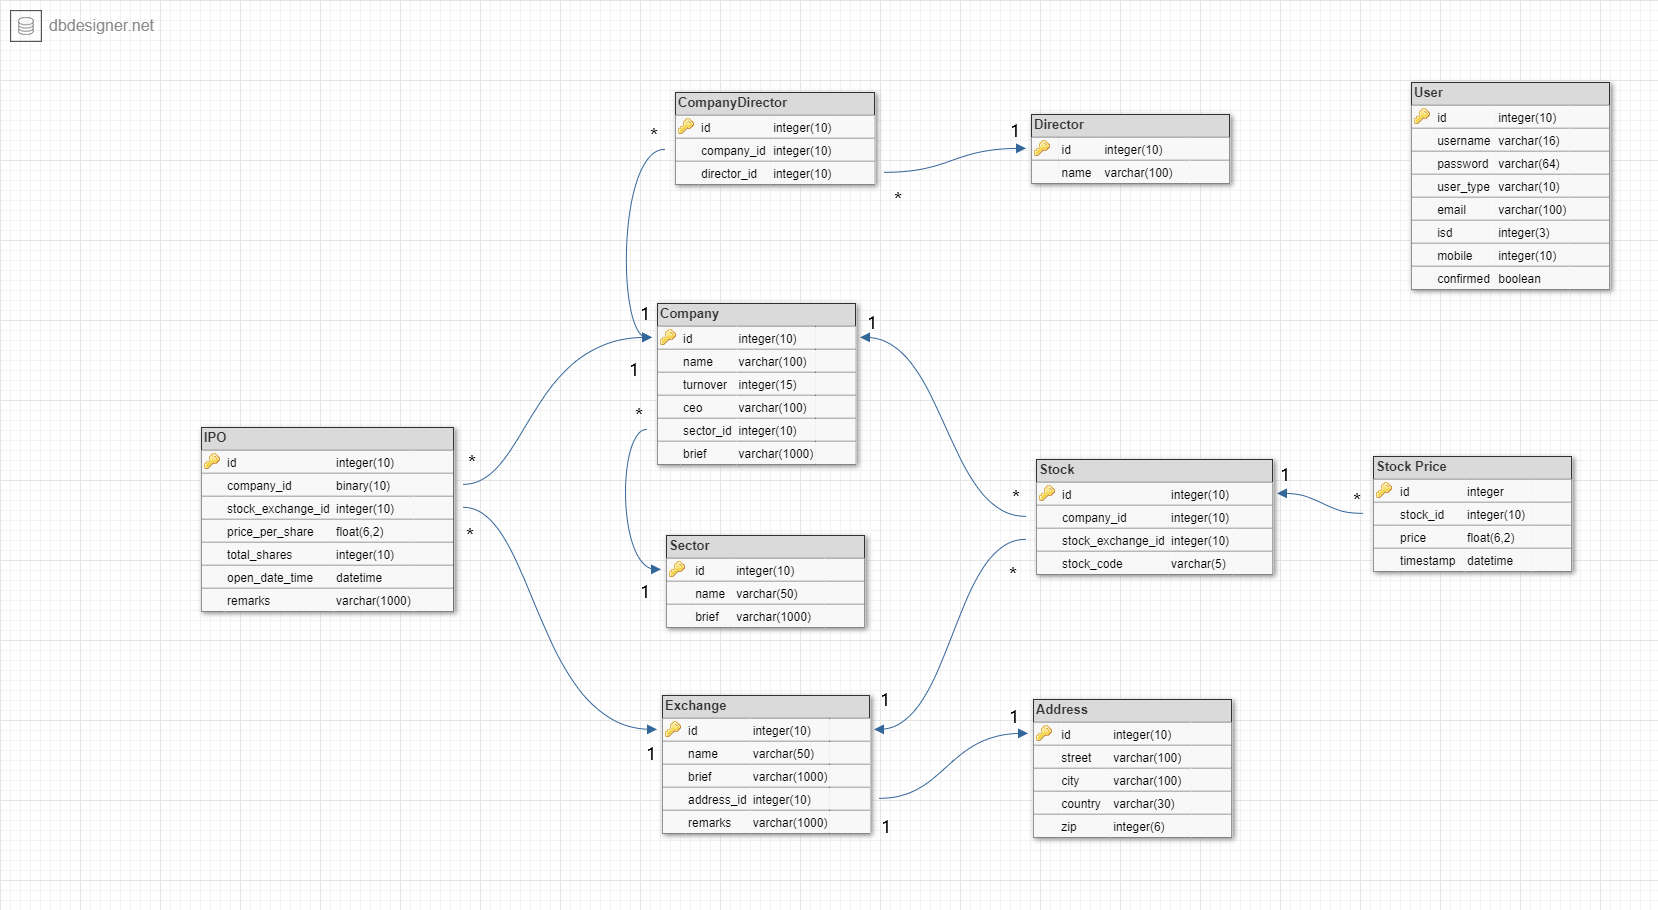 dbdesigner.net
CompanyDirector
id integer(10)
company_id integer(10)
director_id integer(10)
*
*
1
Director
id integer(10)
name varchar(100)
User
id integer(10)
username varchar(16)
password varchar(64)
user_type varchar(10)
email varchar(100)
isd integer(3)
mobile integer(10)
confirmed boolean
1
1
1
*
Company
id integer(10)
name varchar(100)
turnover integer(15)
ceo varchar(100)
sector_id integer(10)
brief varchar(1000)
IPO
id integer(10)
company_id binary(10)
stock_exchange_id integer(10)
price_per_share float(6,2)
total_shares integer(10)
open_date_time datetime
remarks varchar(1000)
*
*
Stock
id integer(10)
company_id integer(10)
stock_exchange_id integer(10)
stock_code varchar(5)
*
*
1
*
Stock Price
id integer
stock_id integer(10)
price float(6,2)
timestamp datetime
Sector
id integer(10)
name varchar(50)
brief varchar(1000)
1
Exchange
id integer(10)
name varchar(50)
brief varchar(1000)
address_id integer(10)
remarks varchar(1000)
1
1
1
1
Address
id integer(10)
street varchar(100)
city varchar(100)
country varchar(30)
zip integer(6)